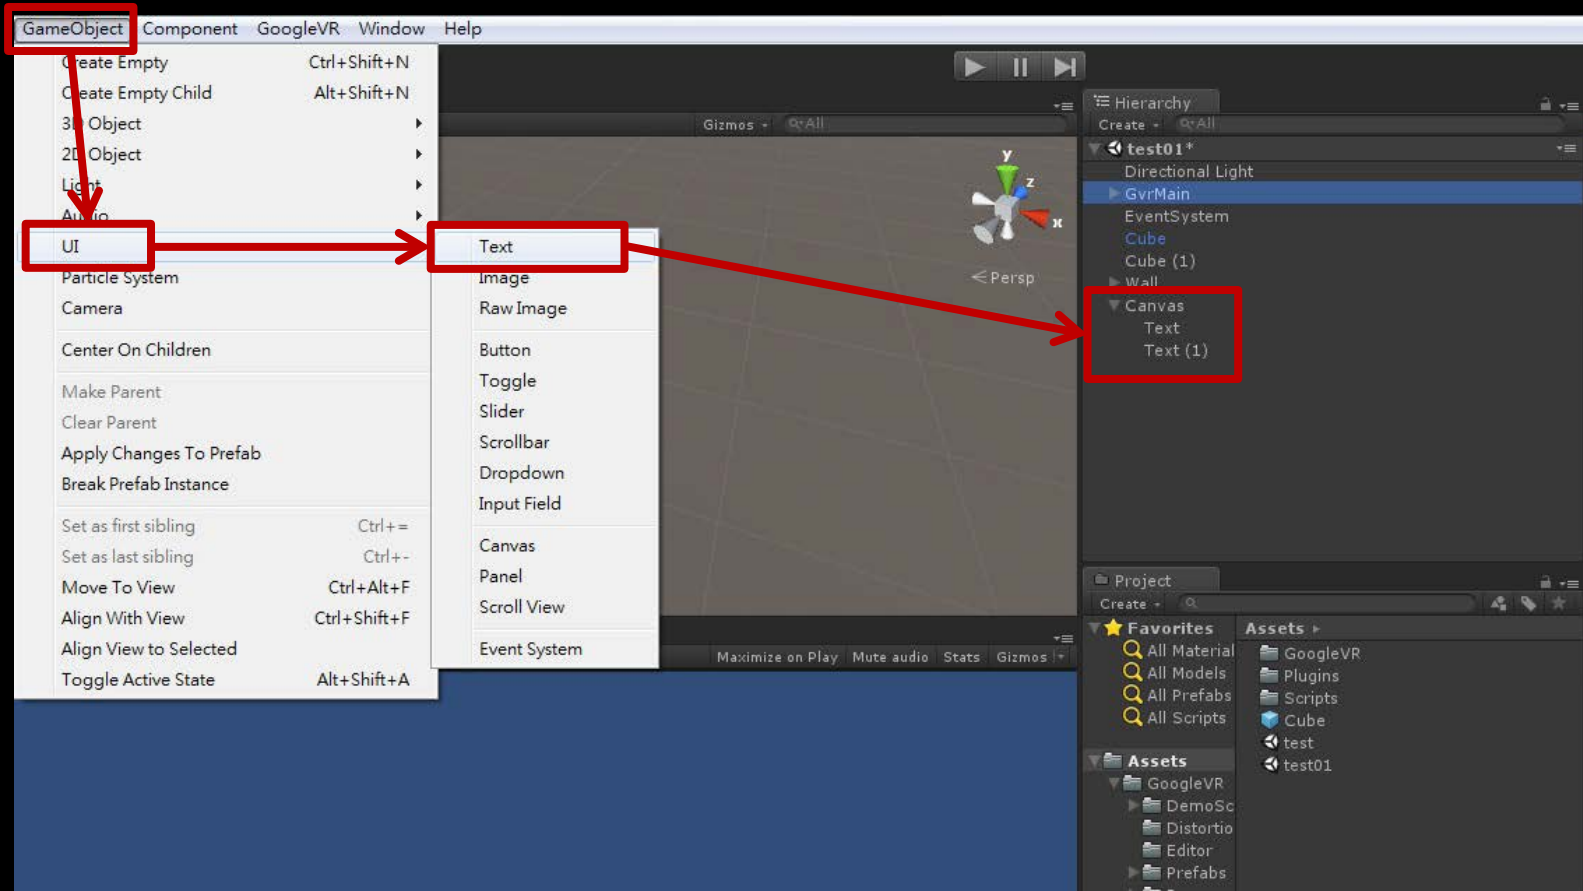 GameObject Component GoogleVR Window Help
Create Empty Ctrl+Shift+N
Create Empty Child Alt+Shift+N
3D Object
2D Object
Light
Audio
UI
Particle System
Camera
Center On Children
Make Parent
Clear Parent
Apply Changes To Prefab
Break Prefab Instance
Set as first sibling Ctrl+=
Set as last sibling Ctrl+-
Move To View Ctrl+Alt+F
Align With View Ctrl+Shift+F
Align View to Selected
Toggle Active State Alt+Shift+A
Text
Image
Raw Image
Button
Toggle
Slider
Scrollbar
Dropdown
Input Field
Canvas
Panel
Scroll View
Event System
Gizmos All
y
z
x
Persp
Maximize on Play Mute audio Stats Gizmos
Hierarchy
Create All
test01*
Directional Light
GvrMain
EventSystem
Cube
Cube (1)
Wall
Canvas
Text
Text (1)
Project
Create
Favorites
All Material
All Models
All Prefabs
All Scripts
Assets
GoogleVR
DemoSc
Distortio
Editor
Prefabs
Assets
GoogleVR
Plugins
Scripts
Cube
test
test01